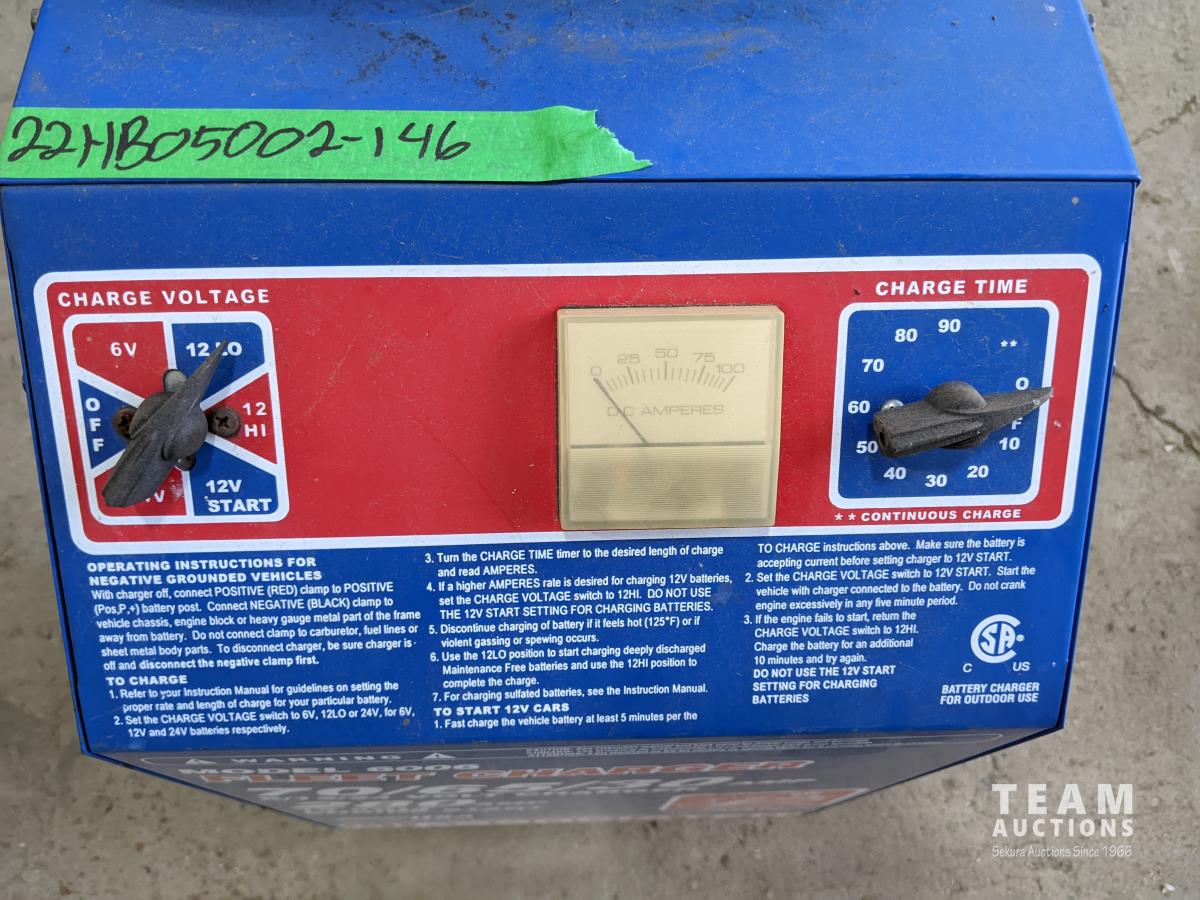 22HB05002-146
CHARGE VOLTAGE
6V
12 LO
OFF
12 HI
12V START
0 25 50 75 100
D-C AMPERES
CHARGE TIME
90
80
**
70
60
50
40
30
20
10
** CONTINUOUS CHARGE
OPERATING INSTRUCTIONS FOR
NEGATIVE GROUNDED VEHICLES
With charger off, connect POSITIVE (RED) clamp to POSITIVE
(Pos,P,+) battery post. Connect NEGATIVE (BLACK) clamp to
vehicle chassis, engine block or heavy gauge metal part of the frame
away from battery. Do not connect clamp to carburetor, fuel lines or
sheet metal body parts. To disconnect charger, be sure charger is
off and disconnect the negative clamp first.
TO CHARGE
1. Refer to your Instruction Manual for guidelines on setting the
proper rate and length of charge for your particular battery.
2. Set the CHARGE VOLTAGE switch to 6V, 12LO or 24V, for 6V,
12V and 24V batteries respectively.
3. Turn the CHARGE TIME timer to the desired length of charge
and read AMPERES.
4. If a higher AMPERES rate is desired for charging 12V batteries,
set the CHARGE VOLTAGE switch to 12HI. DO NOT USE
THE 12V START SETTING FOR CHARGING BATTERIES.
5. Discontinue charging of battery if it feels hot (125°F) or if
violent gassing or spewing occurs.
6. Use the 12LO position to start charging deeply discharged
Maintenance Free batteries and use the 12HI position to
complete the charge.
7. For charging sulfated batteries, see the Instruction Manual.
TO START 12V CARS
1. Fast charge the vehicle battery at least 5 minutes per the
TO CHARGE instructions above. Make sure the battery is
accepting current before setting charger to 12V START.
2. Set the CHARGE VOLTAGE switch to 12V START. Start the
vehicle with charger connected to the battery. Do not crank
engine excessively in any five minute period.
3. If the engine fails to start, return the
CHARGE VOLTAGE switch to 12HI.
Charge the battery for an additional
10 minutes and try again.
DO NOT USE THE 12V START
SETTING FOR CHARGING
BATTERIES
SA ®
C US
BATTERY CHARGER
FOR OUTDOOR USE
WARNING
FLEET CHARGER
TEAM
AUCTIONS
Sekura Auctions Since 1966